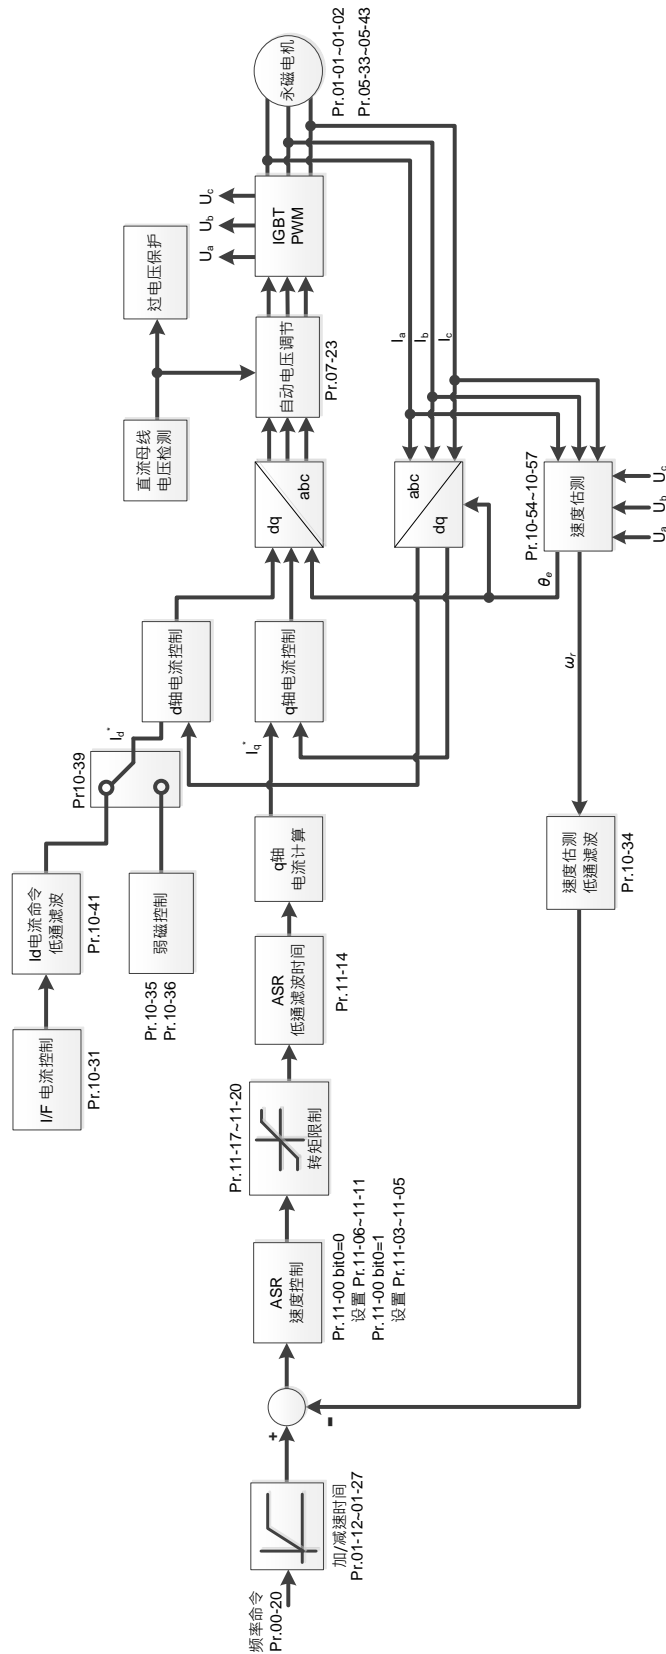 频率命令
Pr.00-20
加/减速时间
Pr.01-12~01-27
+
-
ASR
速度控制
Pr.11-00 bit0=0
设置 Pr.11-06~11-11
Pr.11-00 bit0=1
设置 Pr.11-03~11-05
Pr.11-17~11-20
转矩限制
ASR
低通滤波时间
Pr.11-14
q轴
电流计算
Iq*
I/F 电流控制
Pr.10-31
Id电流命令
低通滤波
Pr.10-41
弱磁控制
Pr.10-35
Pr.10-36
Pr10-39
Id*
d轴电流控制
q轴电流控制
dq
abc
直流母线
电压检测
过电压保护
自动电压调节
Pr.07-23
Ua
Ub
Uc
IGBT
PWM
永磁电机
Pr.01-01~01-02
Pr.05-33~05-43
Ia
Ib
Ic
abc
dq
Pr.10-54~10-57
速度估测
Ua
Ub
Uc
θe
ωr
速度估测
低通滤波
Pr.10-34